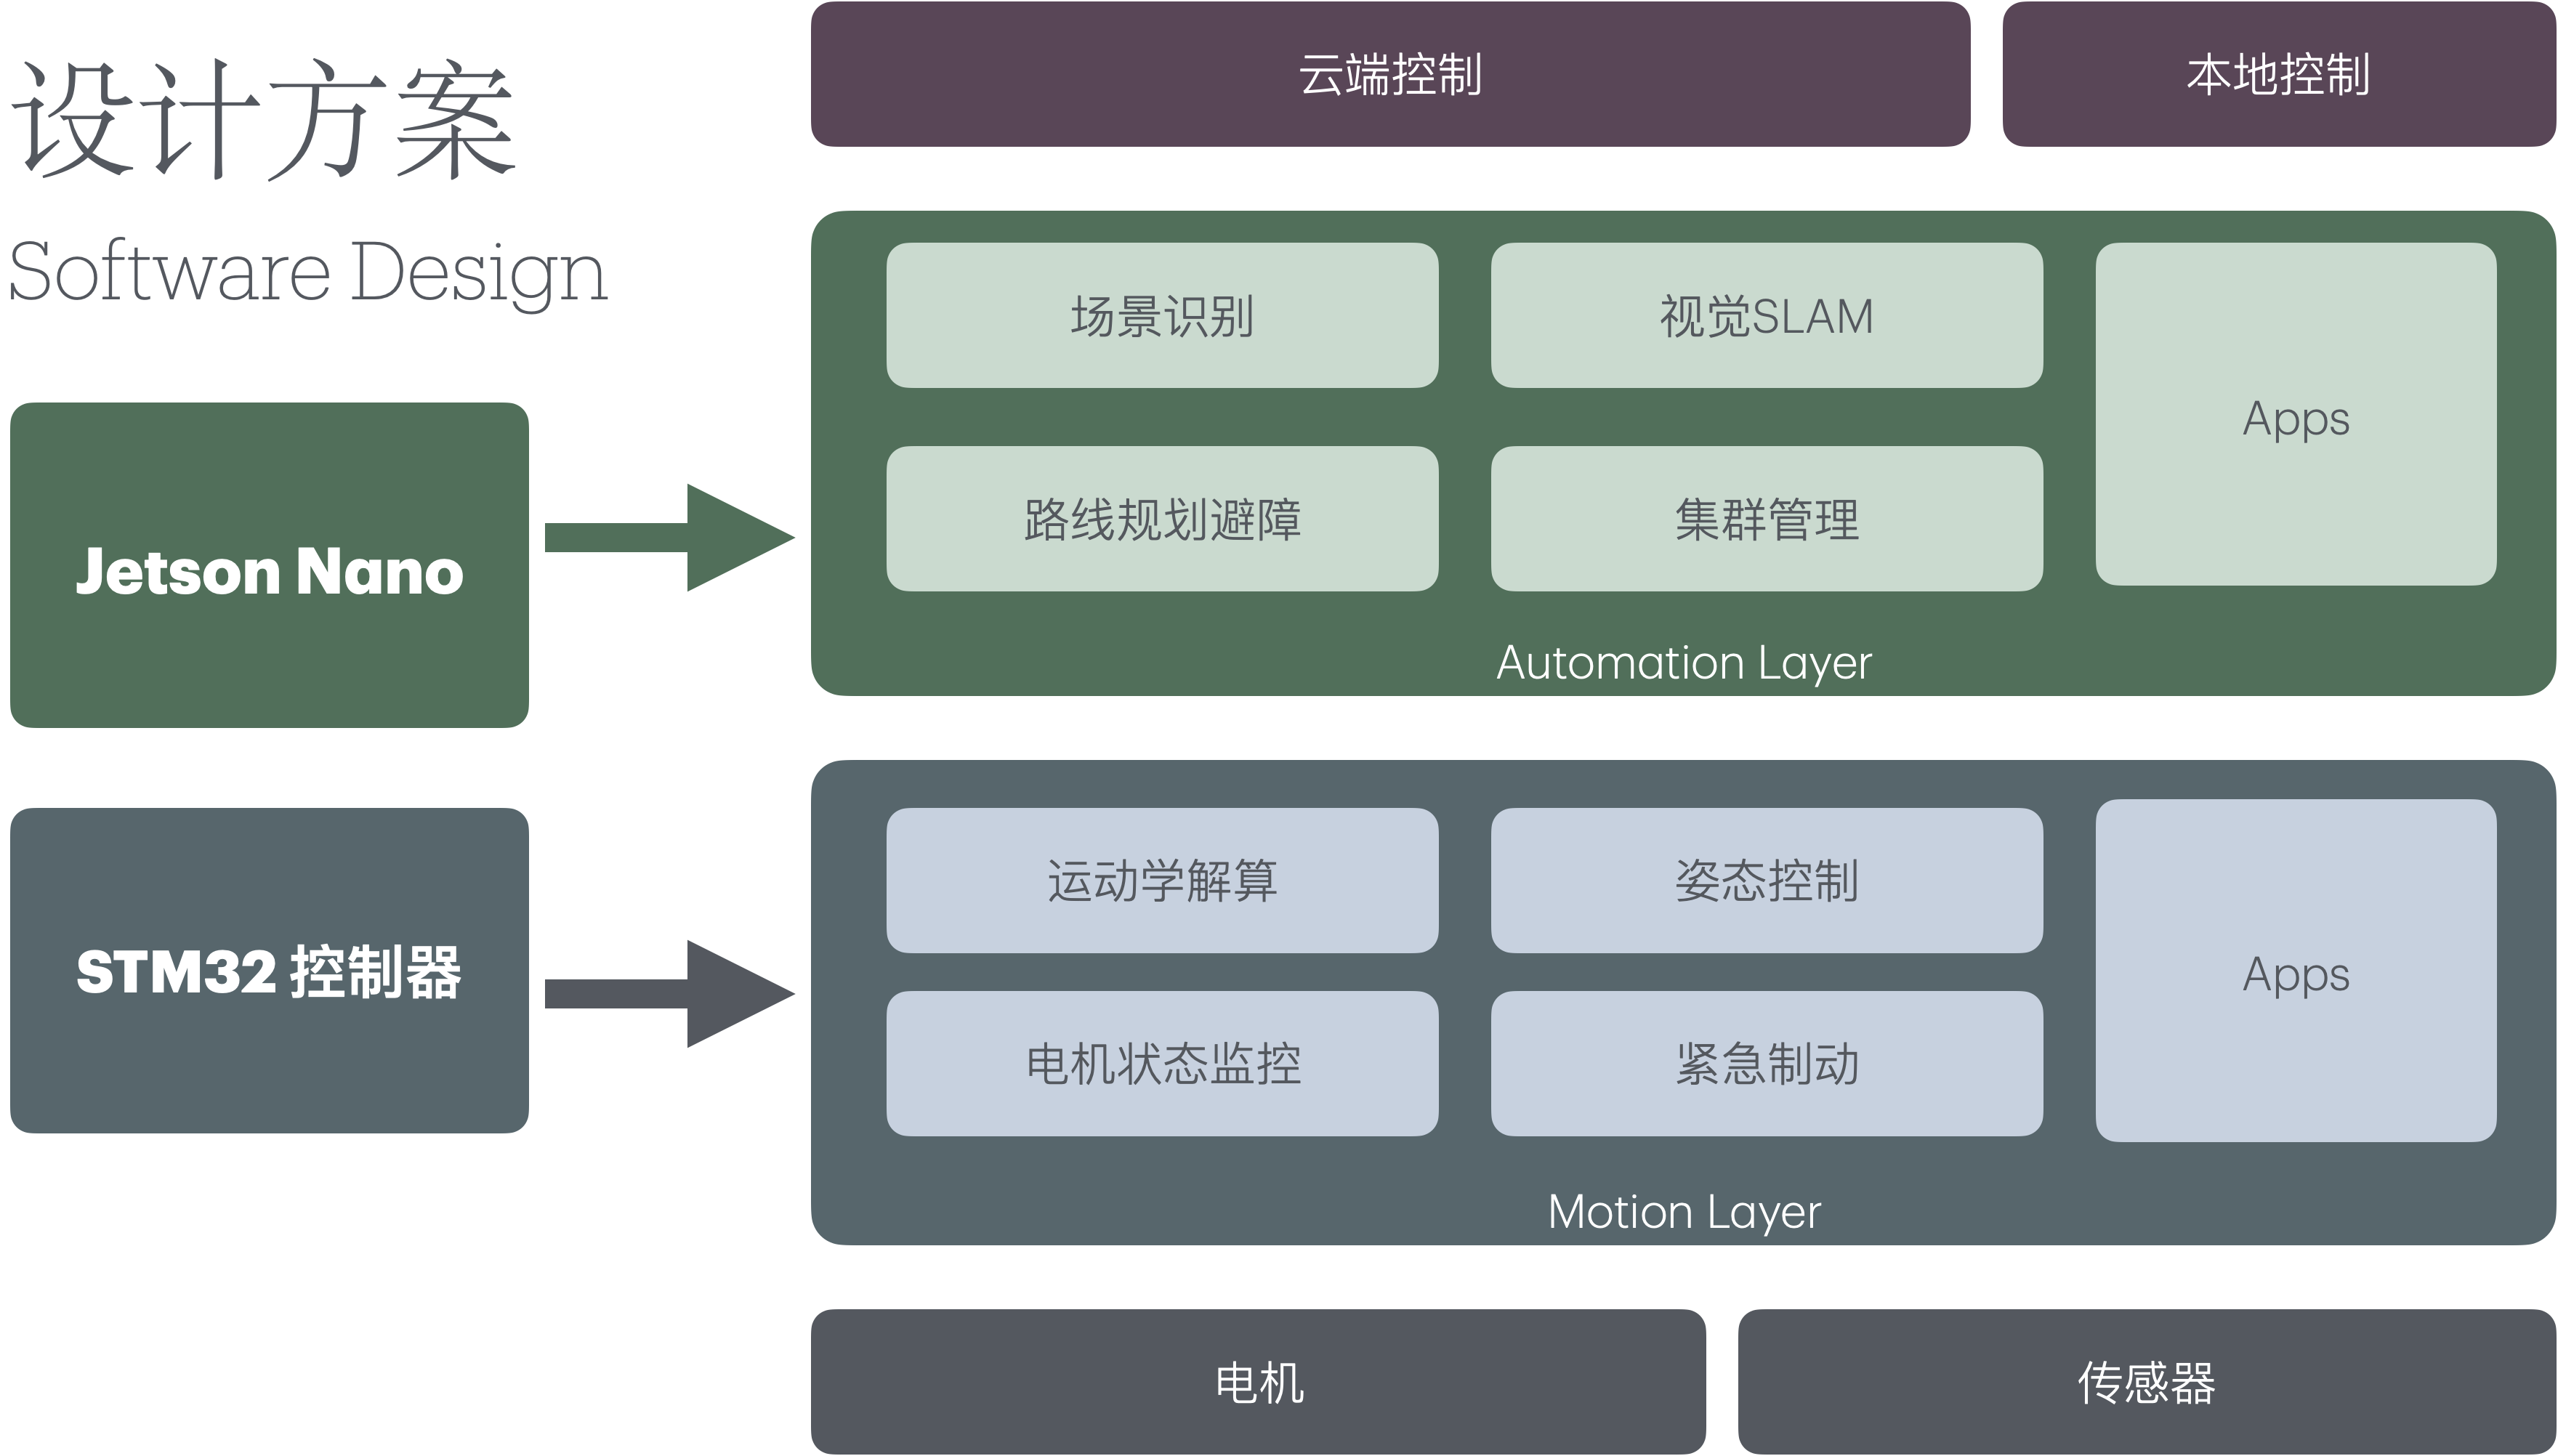 设计方案
Software Design
Jetson Nano
STM32 控制器
云端控制
本地控制
场景识别
视觉SLAM
Apps
路线规划避障
集群管理
Automation Layer
运动学解算
姿态控制
Apps
电机状态监控
紧急制动
Motion Layer
电机
传感器